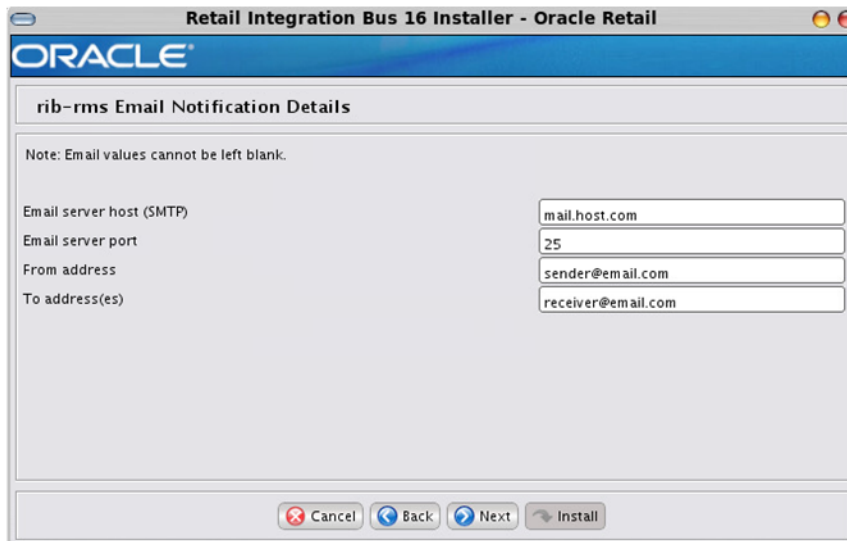 Retail Integration Bus 16 Installer - Oracle Retail
ORACLE®
rib-rms Email Notification Details
Note: Email values cannot be left blank.
Email server host (SMTP) mail.host.com
Email server port 25
From address sender@email.com
To address(es) receiver@email.com
Cancel Back Next Install